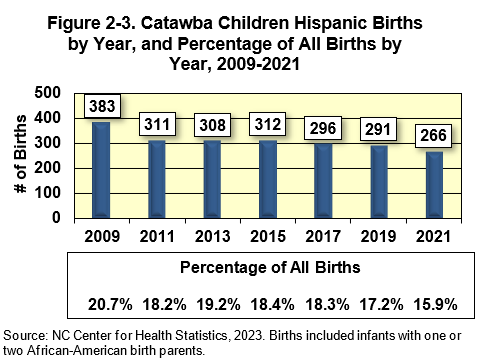 Figure 2-3. Catawba Children Hispanic Births
by Year, and Percentage of All Births by
Year, 2009-2021
# of Births
500
400
300
200
100
0
383
311
308
312
296
291
266
2009 2011 2013 2015 2017 2019 2021
Percentage of All Births
20.7% 18.2% 19.2% 18.4% 18.3% 17.2% 15.9%
Source: NC Center for Health Statistics, 2023. Births included infants with one or
two African-American birth parents.